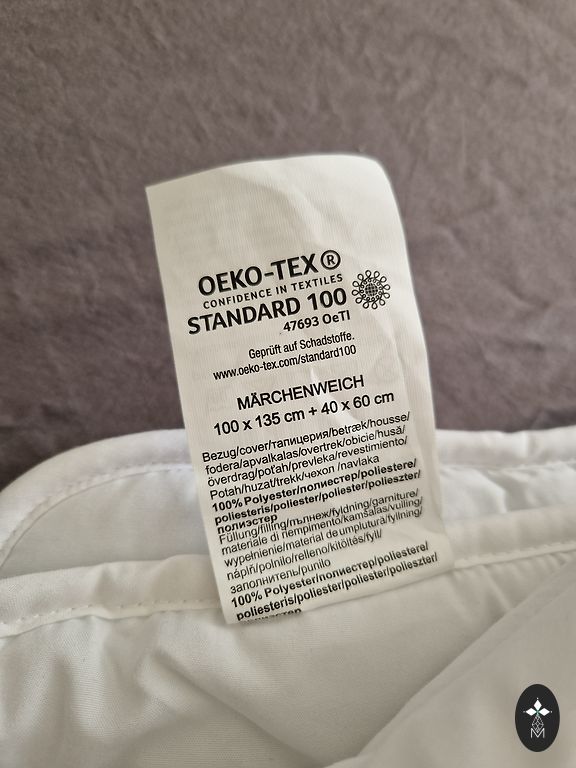 OEKO-TEX®
CONFIDENCE IN TEXTILES
STANDARD 100
47693 OeTI
Geprüft auf Schadstoffe.
www.oeko-tex.com/standard100
MÄRCHENWEICH
100 x 135 cm + 40 x 60 cm
Bezug/cover/тапицерия/betræk/housse/
fodera/apvalkalas/overtrek/obicie/husă/
överdrag/poťah/prevleka/revestimiento/
Potah/huzat/trekk/чехол /navlaka
100% Polyester/полиестер/poliestere/
poliesteris/poliester/poliester/poliészter/
полиэстер
Füllung/filling/пълнеж/fyldning/garniture/
materiale di riempimento/kamšalas/vulling/
wypełnienie/material de umplutură/fyllning/
náplň/polnilo/relleno/kitöltés/fyll/
заполнитель/punilo
100% Polyester/полиестер/poliestere/
poliesteris/poliester/poliester/poliészter/
полиэстер
M